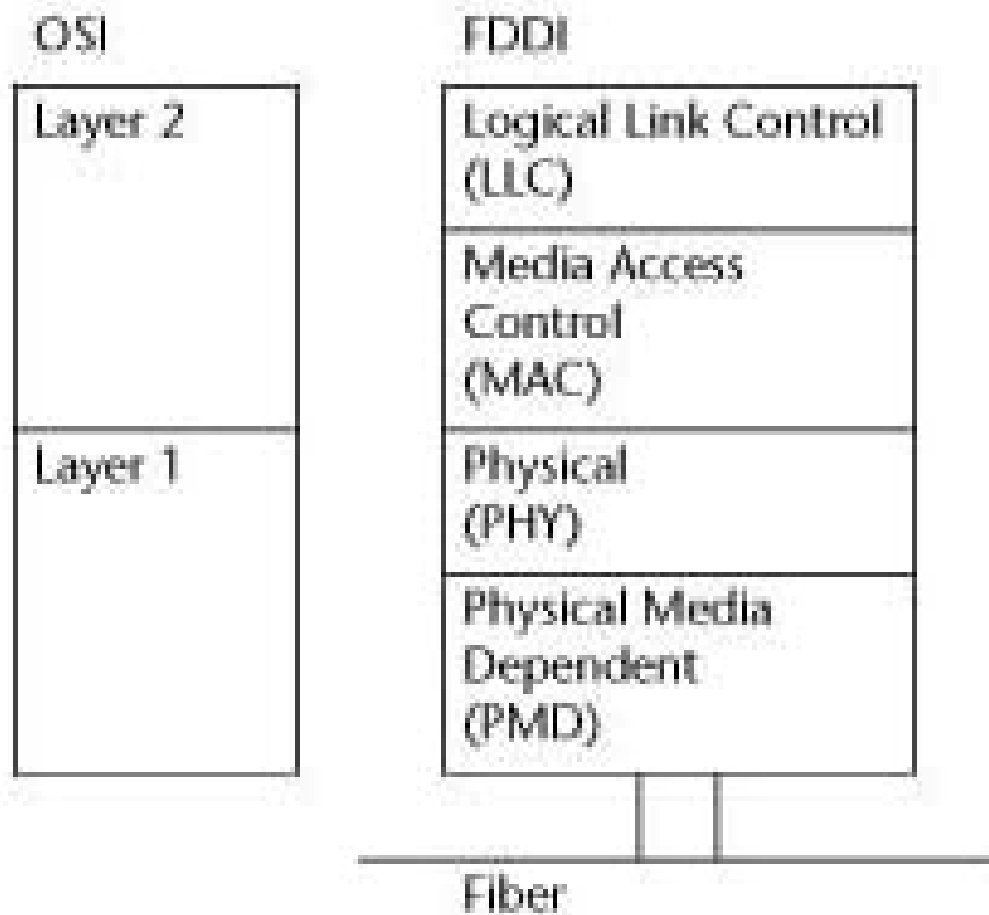 OSI
FDDI
Layer 2
Logical Link Control
(LLC)
Media Access
Control
(MAC)
Layer 1
Physical
(PHY)
Physical Media
Dependent
(PMD)
Fiber